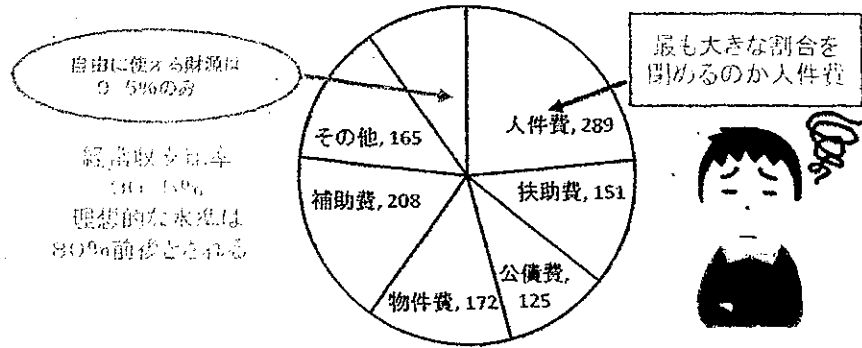 自由に使える財源は
9.5%のみ
最も大きな割合を
閉めるのが人件費
その他, 165
人件費, 289
経常収支比率
理想的な水準は
80%前後とされる
補助費, 208
扶助費, 151
物件費, 172
公債費,
125